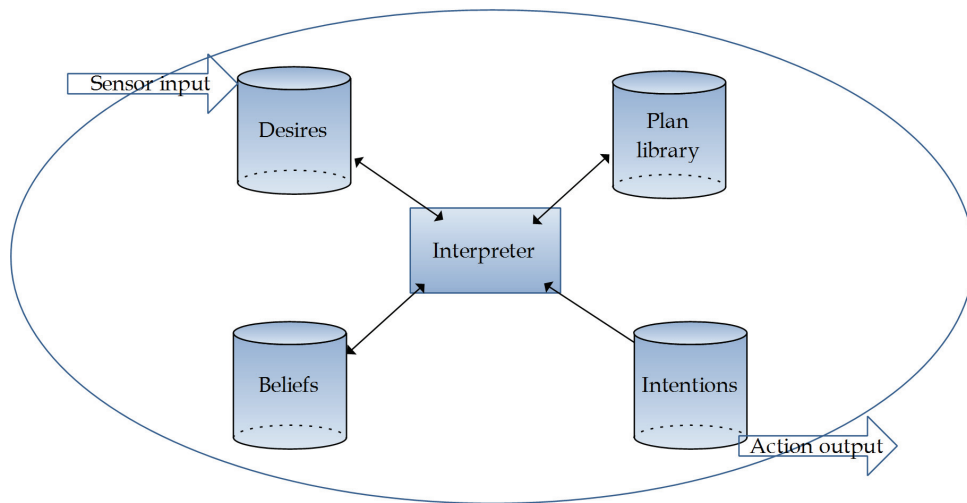 Sensor input
Desires
Plan
library
Interpreter
Beliefs
Intentions
Action output